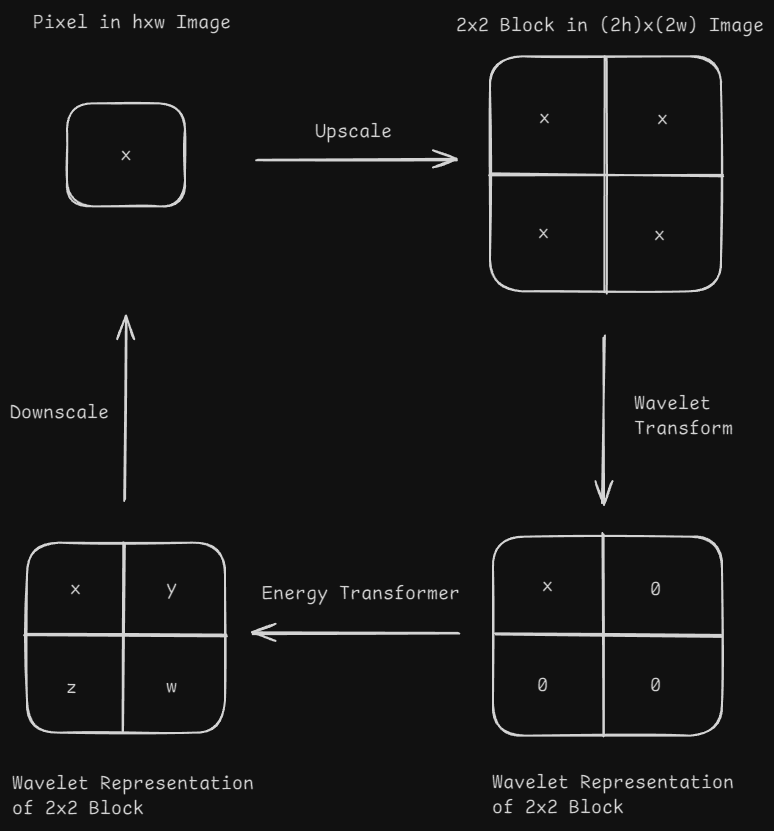 Pixel in hxw Image
2x2 Block in (2h)x(2w) Image
x
Upscale
x x
x x
Downscale
Wavelet
Transform
x y
z w
Energy Transformer
x 0
0 0
Wavelet Representation
of 2x2 Block
Wavelet Representation
of 2x2 Block